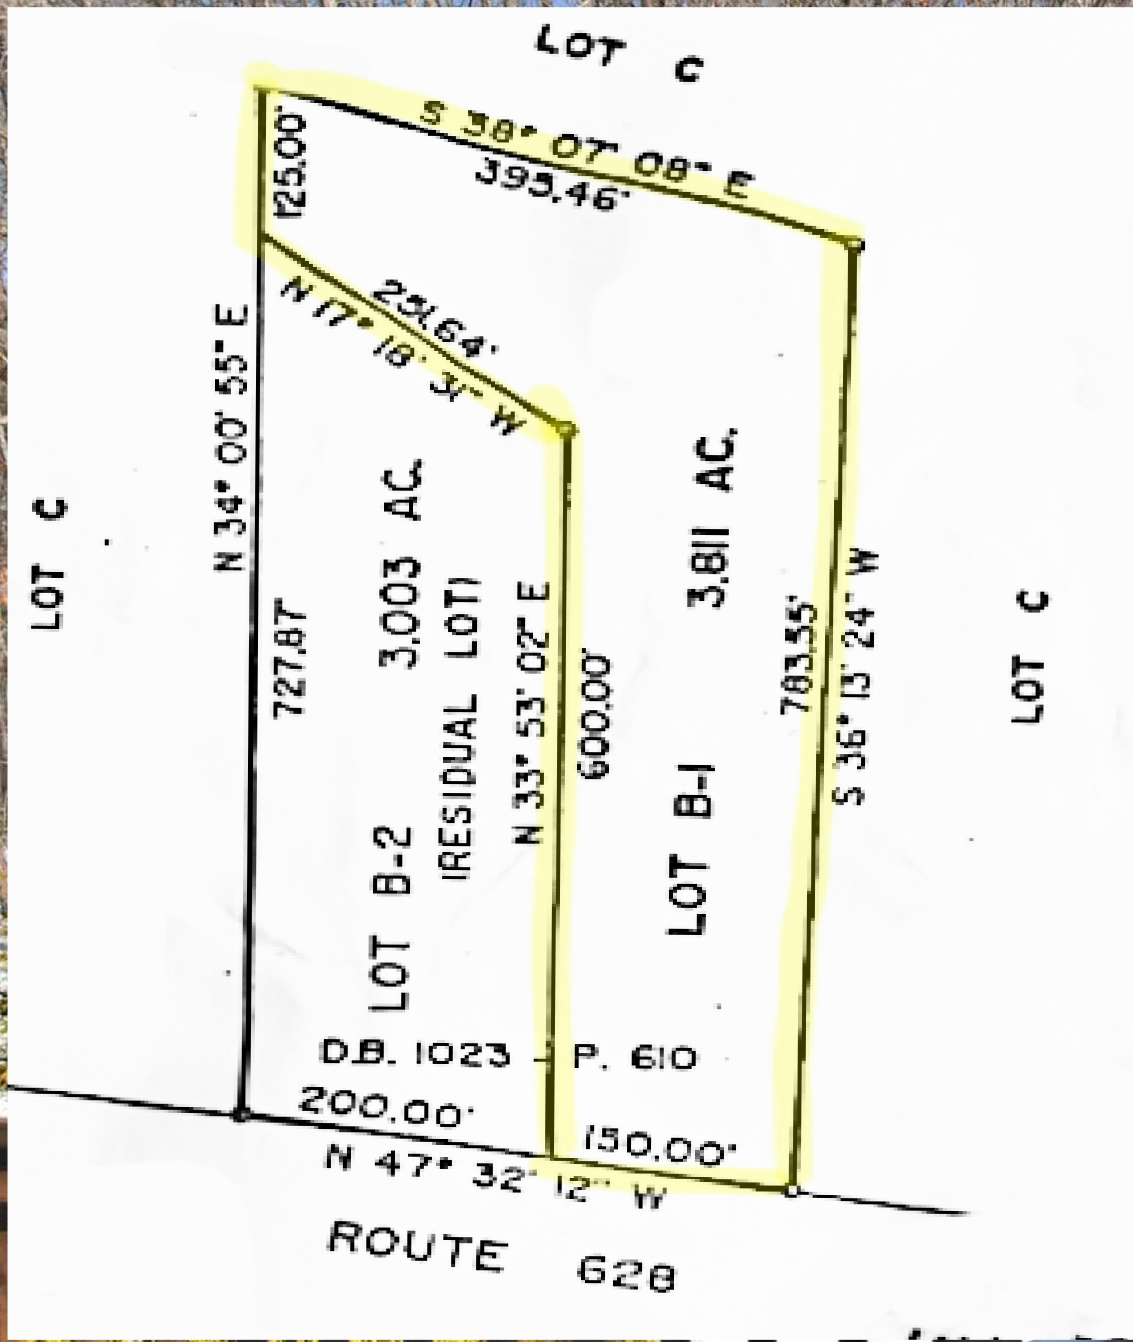 LOT C
S 38° 07' 08" E
395.46'
125.00'
251.64'
N 17° 18' 31" W
N 34° 00' 55" E
727.87'
LOT C
LOT B-2 3.003 AC.
(RESIDUAL LOT)
N 33° 53' 02" E
600.00'
LOT B-1 3.811 AC.
783.55'
S 36° 13' 24" W
LOT C
D.B. 1023 - P. 610
200.00'
150.00'
N 47° 32' 12" W
ROUTE 628